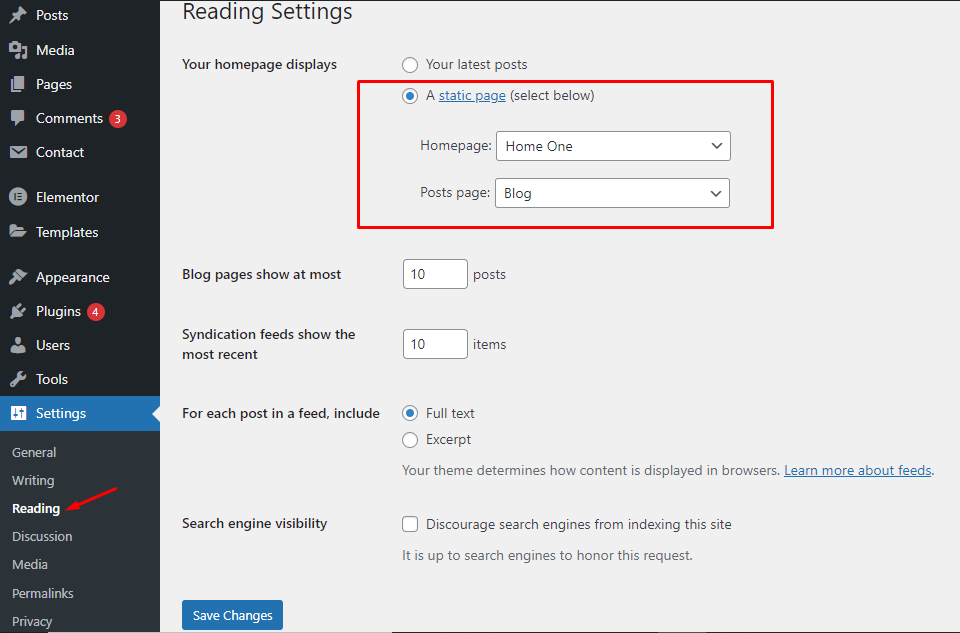 Posts
Media
Pages
Comments 3
Contact
Elementor
Templates
Appearance
Plugins 4
Users
Tools
Settings
General
Writing
Reading
Discussion
Media
Permalinks
Privacy
Reading Settings
Your homepage displays
Your latest posts
A static page (select below)
Homepage: Home One
Posts page: Blog
Blog pages show at most
10 posts
Syndication feeds show the
most recent
10 items
For each post in a feed, include
Full text
Excerpt
Your theme determines how content is displayed in browsers. Learn more about feeds.
Search engine visibility
Discourage search engines from indexing this site
It is up to search engines to honor this request.
Save Changes